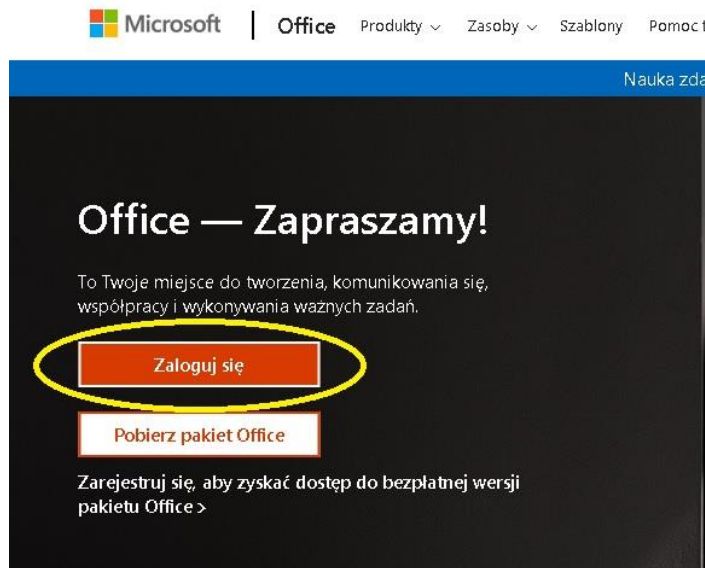 Microsoft | Office Produkty Zasoby Szablony Pomoc
Nauka
Office — Zapraszamy!
To Twoje miejsce do tworzenia, komunikowania się,
współpracy i wykonywania ważnych zadań.
Zaloguj się
Pobierz pakiet Office
Zarejestruj się, aby zyskać dostęp do bezpłatnej wersji
pakietu Office >